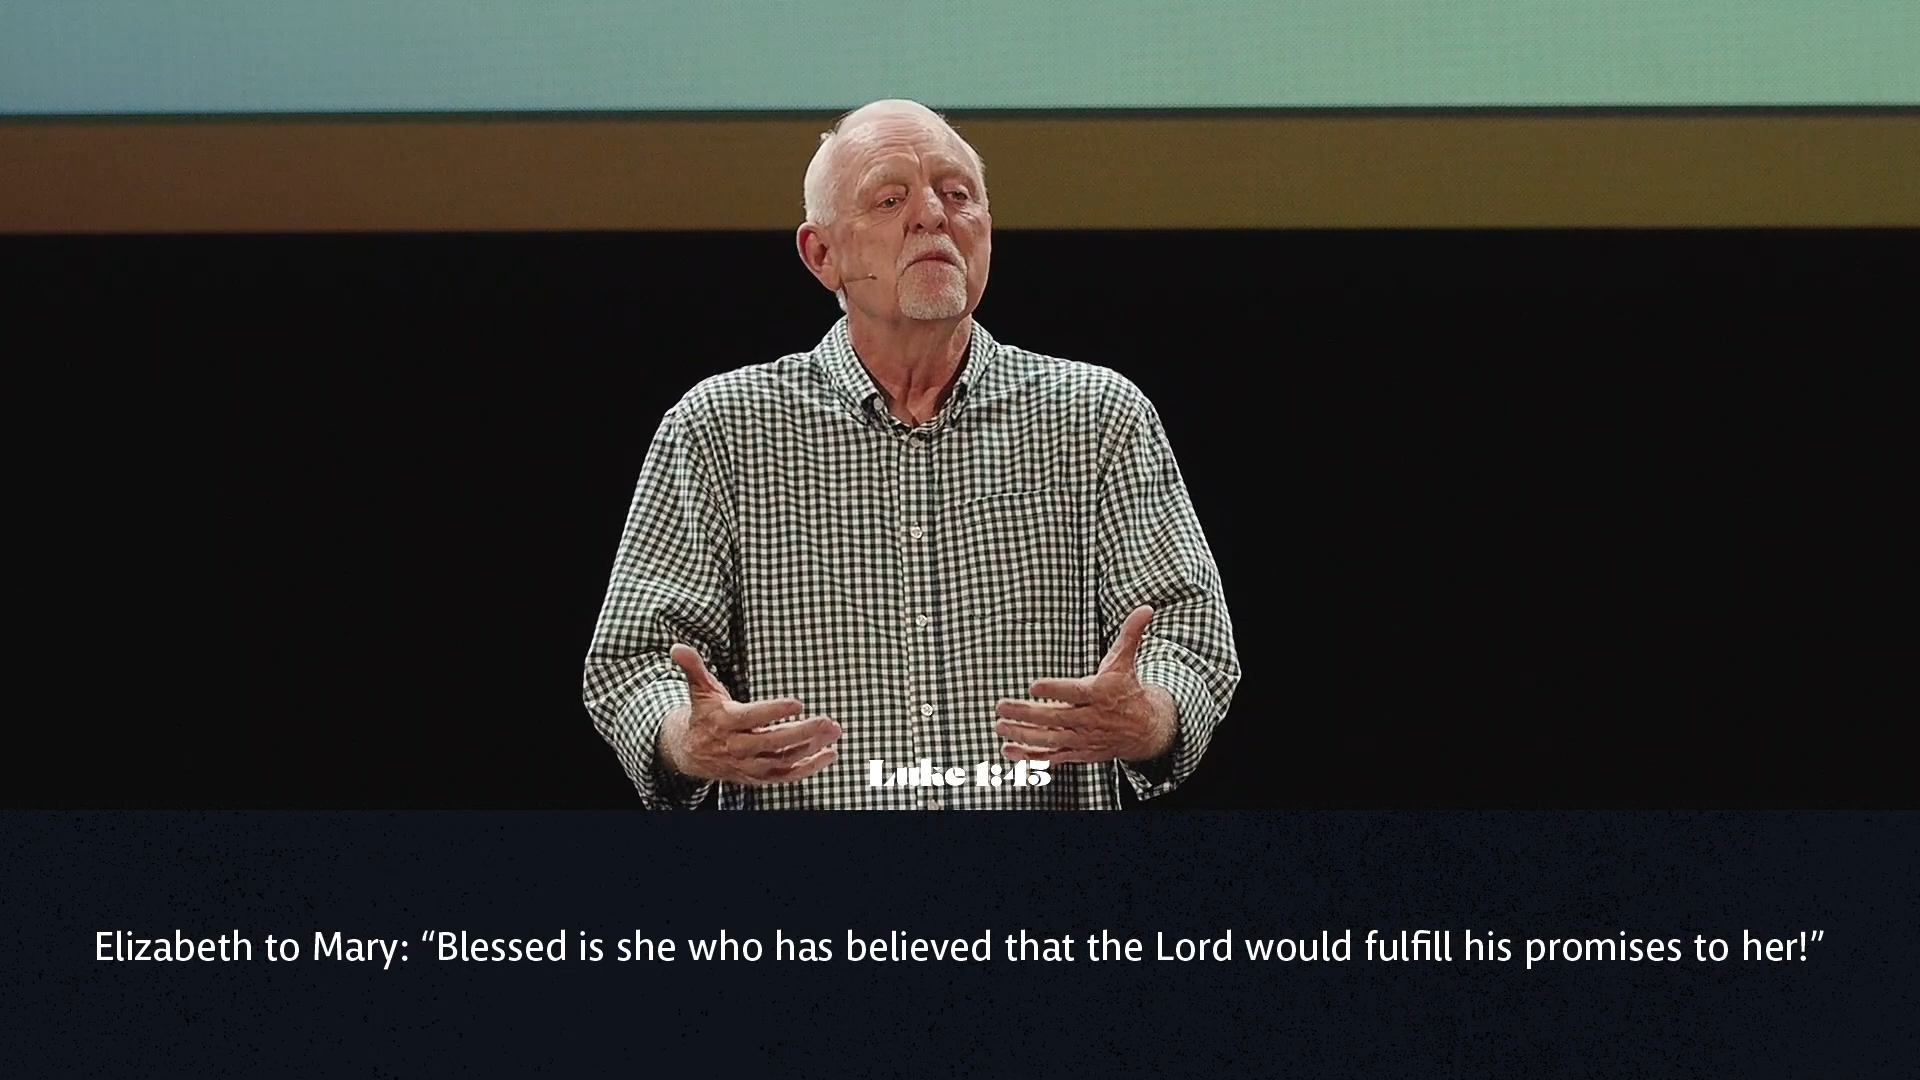 Luke 1:45
Elizabeth to Mary: “Blessed is she who has believed that the Lord would fulfill his promises to her!”